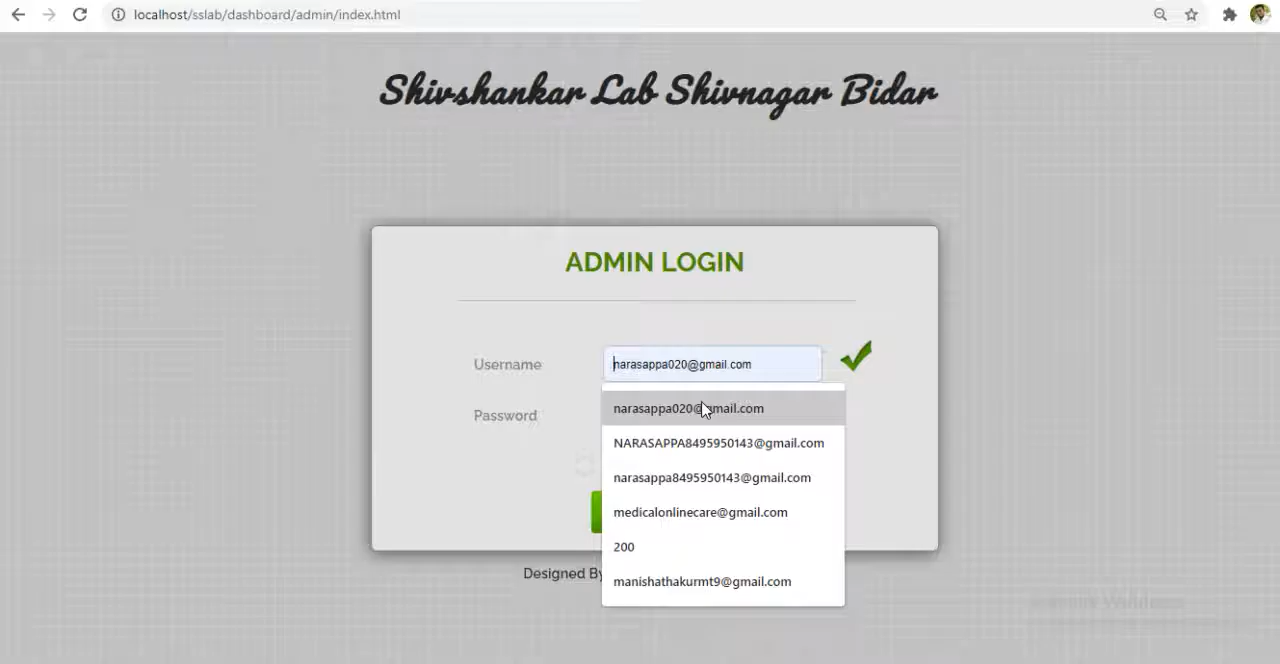 localhost/sslab/dashboard/admin/index.html
Shivshankar Lab Shivnagar Bidar
ADMIN LOGIN
Username
narasappa020@gmail.com
narasappa020@gmail.com
Password
NARASAPPA8495950143@gmail.com
narasappa8495950143@gmail.com
medicalonlinecare@gmail.com
200
Designed By
manishathakurmt9@gmail.com